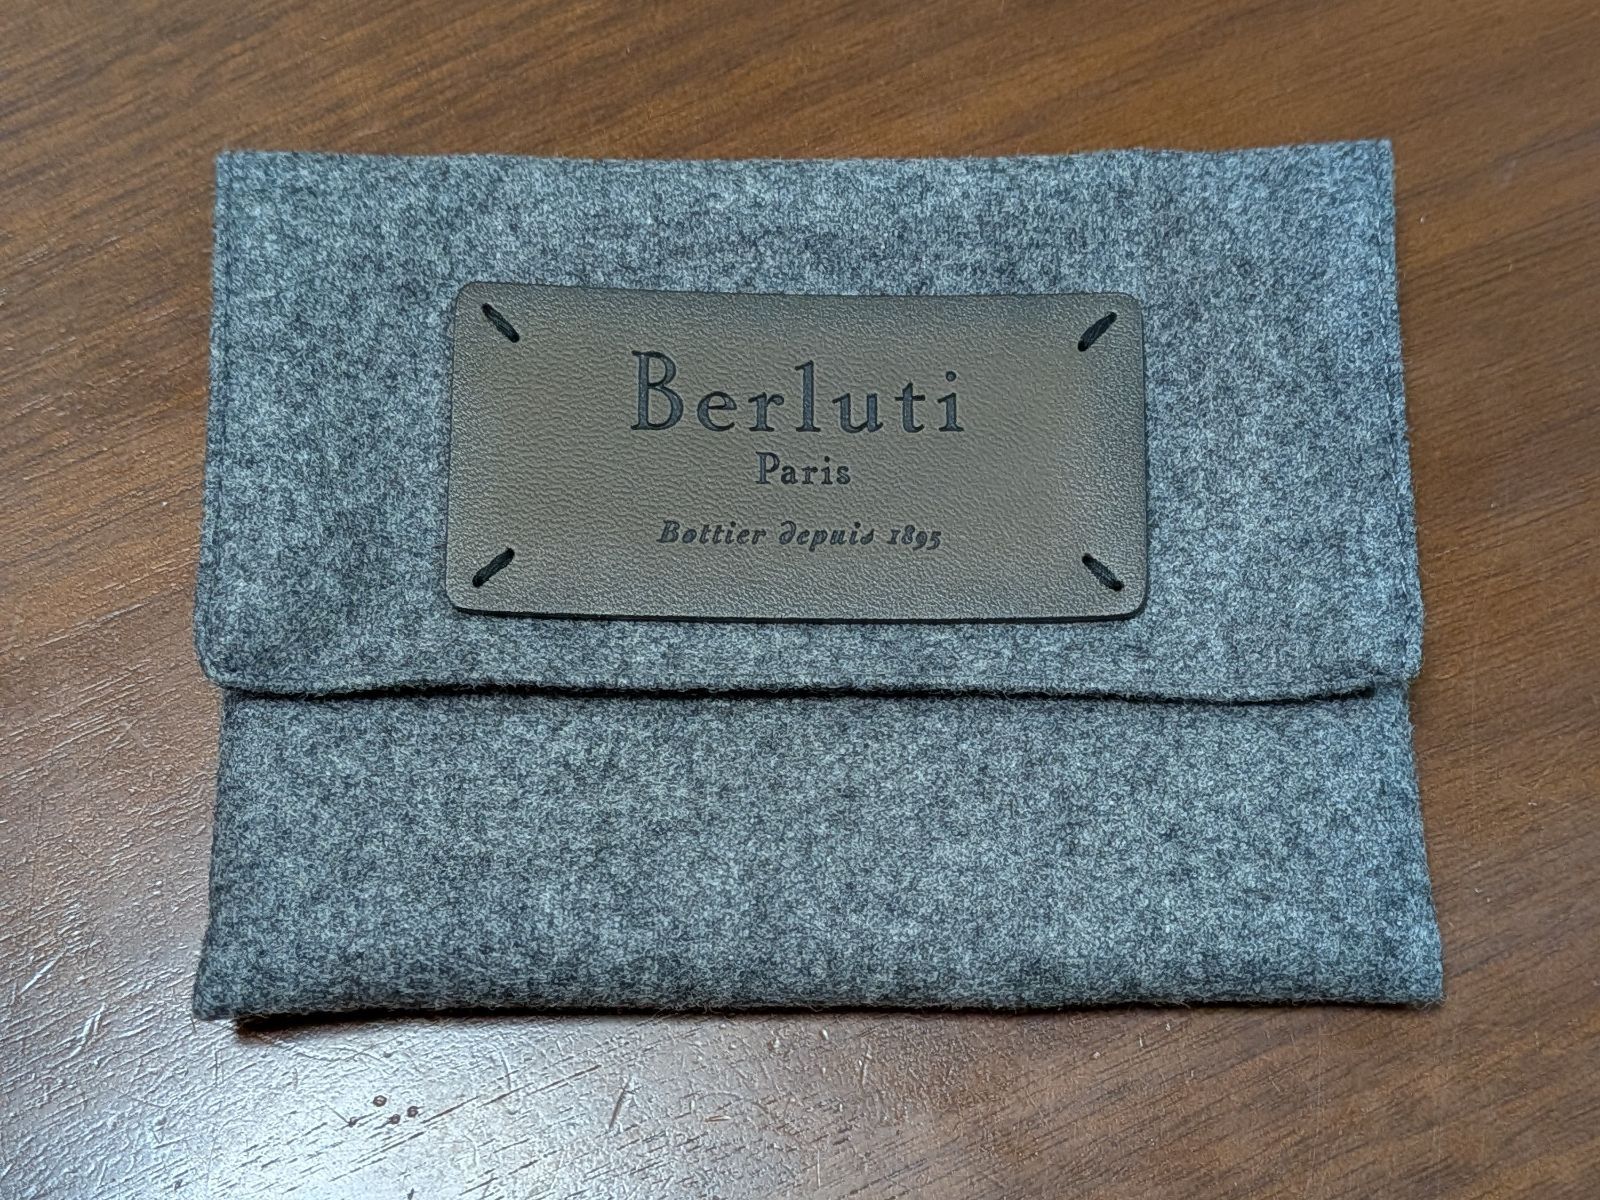 Berluti
Paris
Bottier depuis 1895